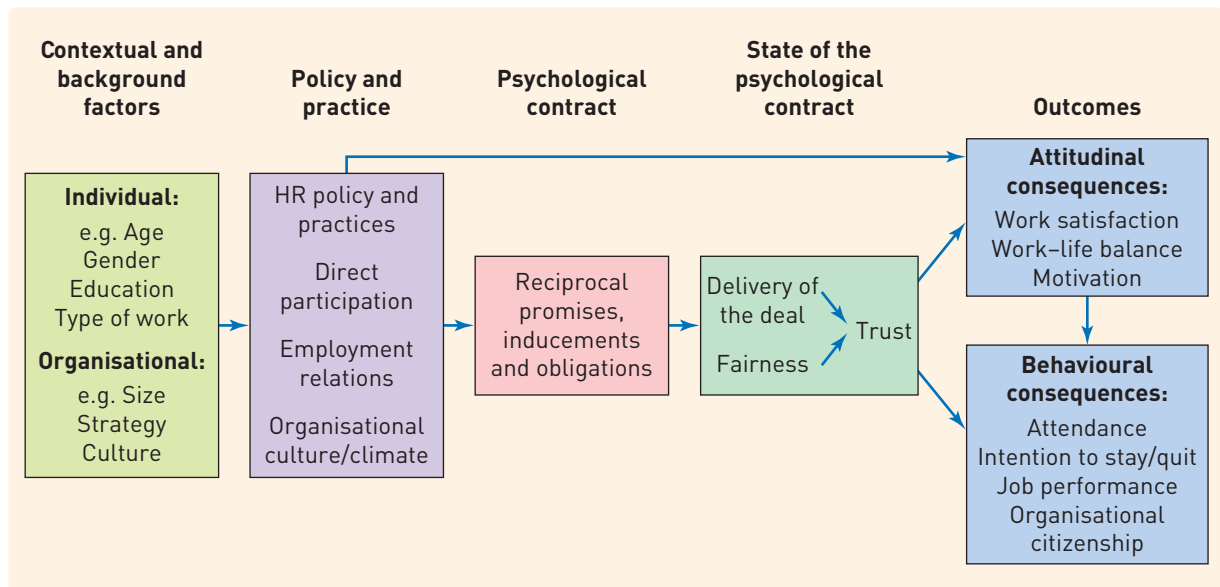 Contextual and
background
factors
Policy and
practice
Psychological
contract
State of the
psychological
contract
Outcomes
Individual:
e.g. Age
Gender
Education
Type of work
Organisational:
e.g. Size
Strategy
Culture
HR policy and
practices
Direct
participation
Employment
relations
Organisational
culture/climate
Reciprocal
promises,
inducements
and obligations
Delivery of
the deal
Fairness
Trust
Attitudinal
consequences:
Work satisfaction
Work–life balance
Motivation
Behavioural
consequences:
Attendance
Intention to stay/quit
Job performance
Organisational
citizenship